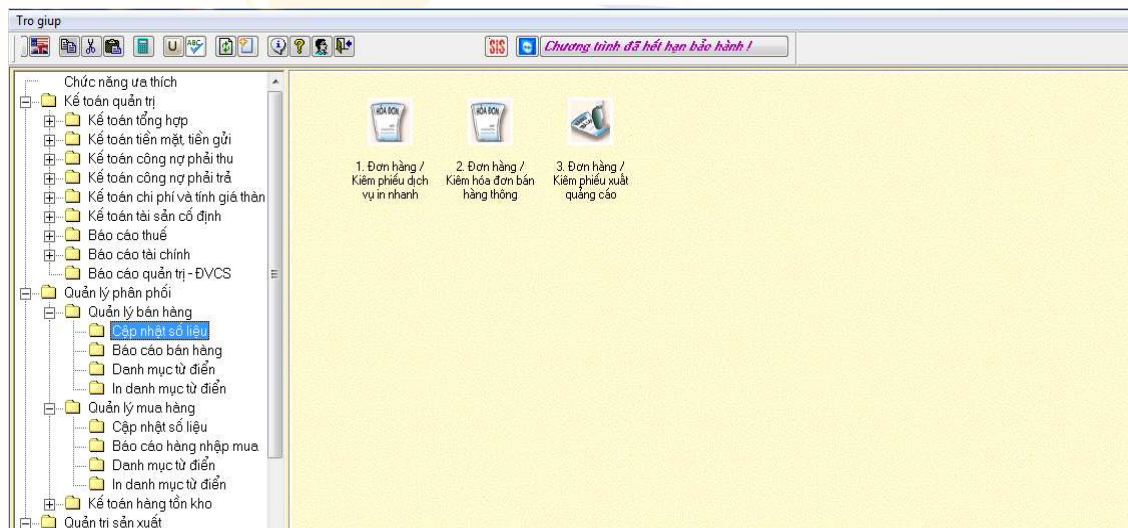 Tro giup
SIS
Chương trình đã hết hạn bảo hành !
Chức năng ưa thích
Kế toán quản trị
Kế toán tổng hợp
Kế toán tiền mặt, tiền gửi
Kế toán công nợ phải thu
Kế toán công nợ phải trả
Kế toán chi phí và tính giá thàn
Kế toán tài sản cố định
Báo cáo thuế
Báo cáo tài chính
Báo cáo quản trị - ĐVCS
Quản lý phân phối
Quản lý bán hàng
Cập nhật số liệu
Báo cáo bán hàng
Danh mục từ điển
In danh mục từ điển
Quản lý mua hàng
Cập nhật số liệu
Báo cáo hàng nhập mua
Danh mục từ điển
In danh mục từ điển
Kế toán hàng tồn kho
Quản trị sản xuất
HÓA ĐƠN
1. Đơn hàng /
Kiêm phiếu dịch
vụ in nhanh
HÓA ĐƠN
2. Đơn hàng /
Kiêm hóa đơn bán
hàng thông
3. Đơn hàng /
Kiêm phiếu xuất
quảng cáo